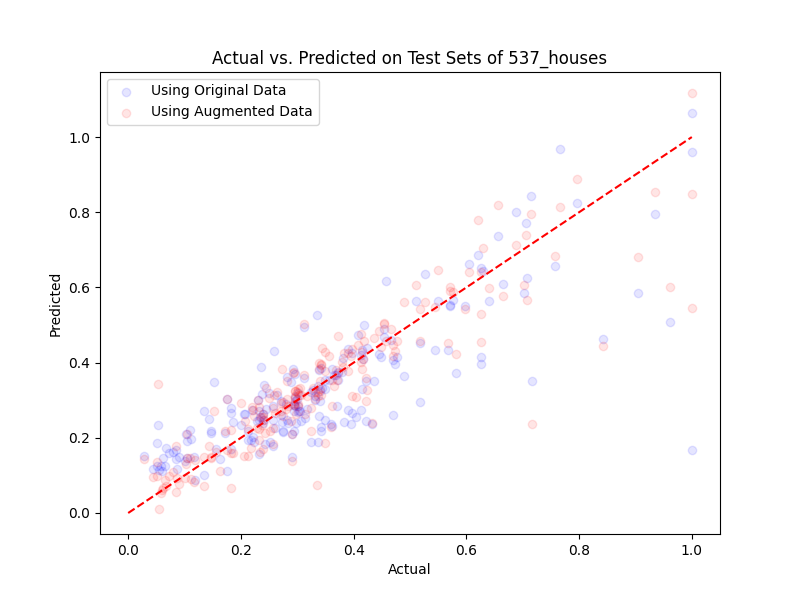 Actual vs. Predicted on Test Sets of 537_houses
Using Original Data
Using Augmented Data
Predicted
1.0
0.8
0.6
0.4
0.2
0.0
0.0 0.2 0.4 0.6 0.8 1.0
Actual